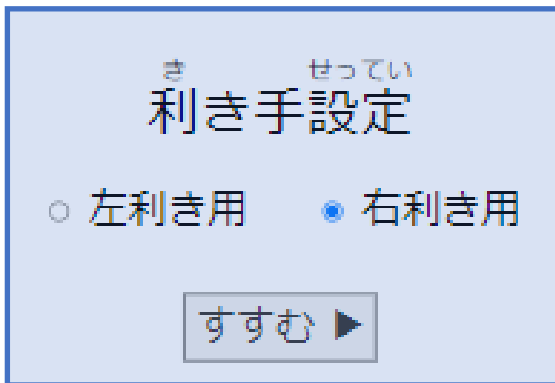 き せってい
利き手設定
左利き用 右利き用
すすむ ▶